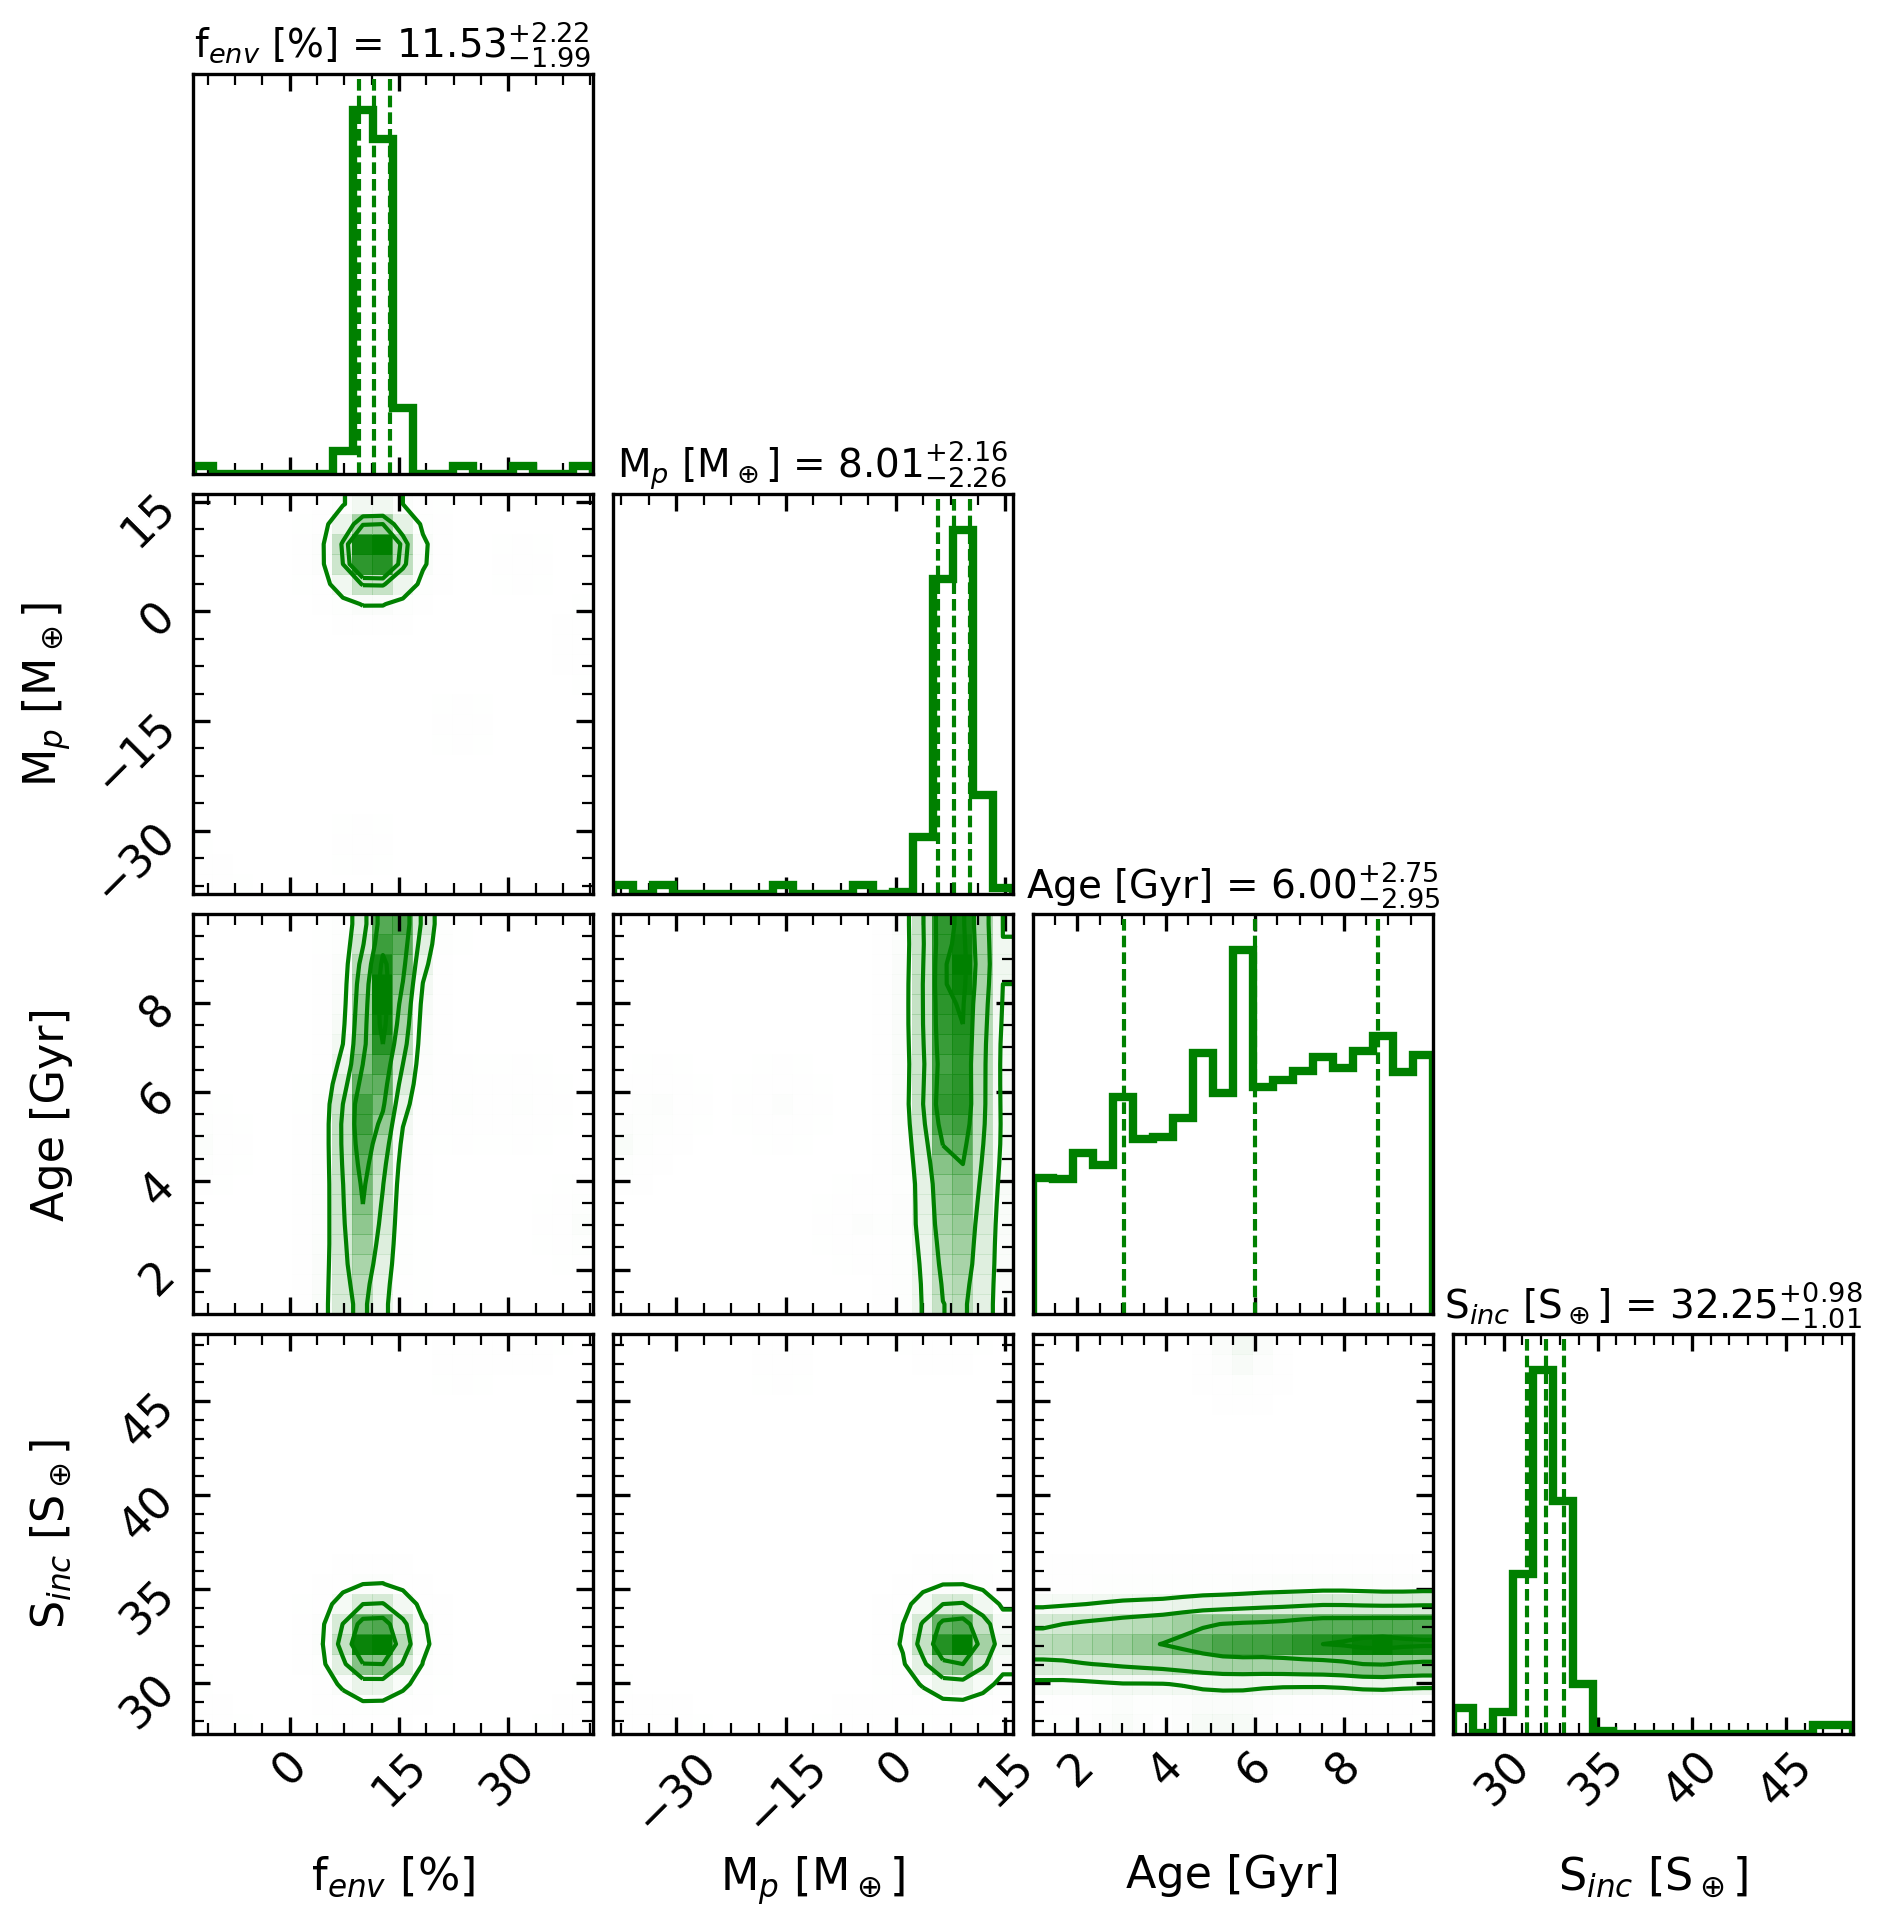 f_env [%] = 11.53^{+2.22}_{−1.99}
M_p [M_⊕] = 8.01^{+2.16}_{−2.26}
15
0
−15
−30
M_p [M_⊕]
Age [Gyr] = 6.00^{+2.75}_{−2.95}
8
6
4
2
Age [Gyr]
S_inc [S_⊕] = 32.25^{+0.98}_{−1.01}
45
40
35
30
S_inc [S_⊕]
0 15 30 −30 −15 0 15 2 4 6 8 30 35 40 45
f_env [%] M_p [M_⊕] Age [Gyr] S_inc [S_⊕]